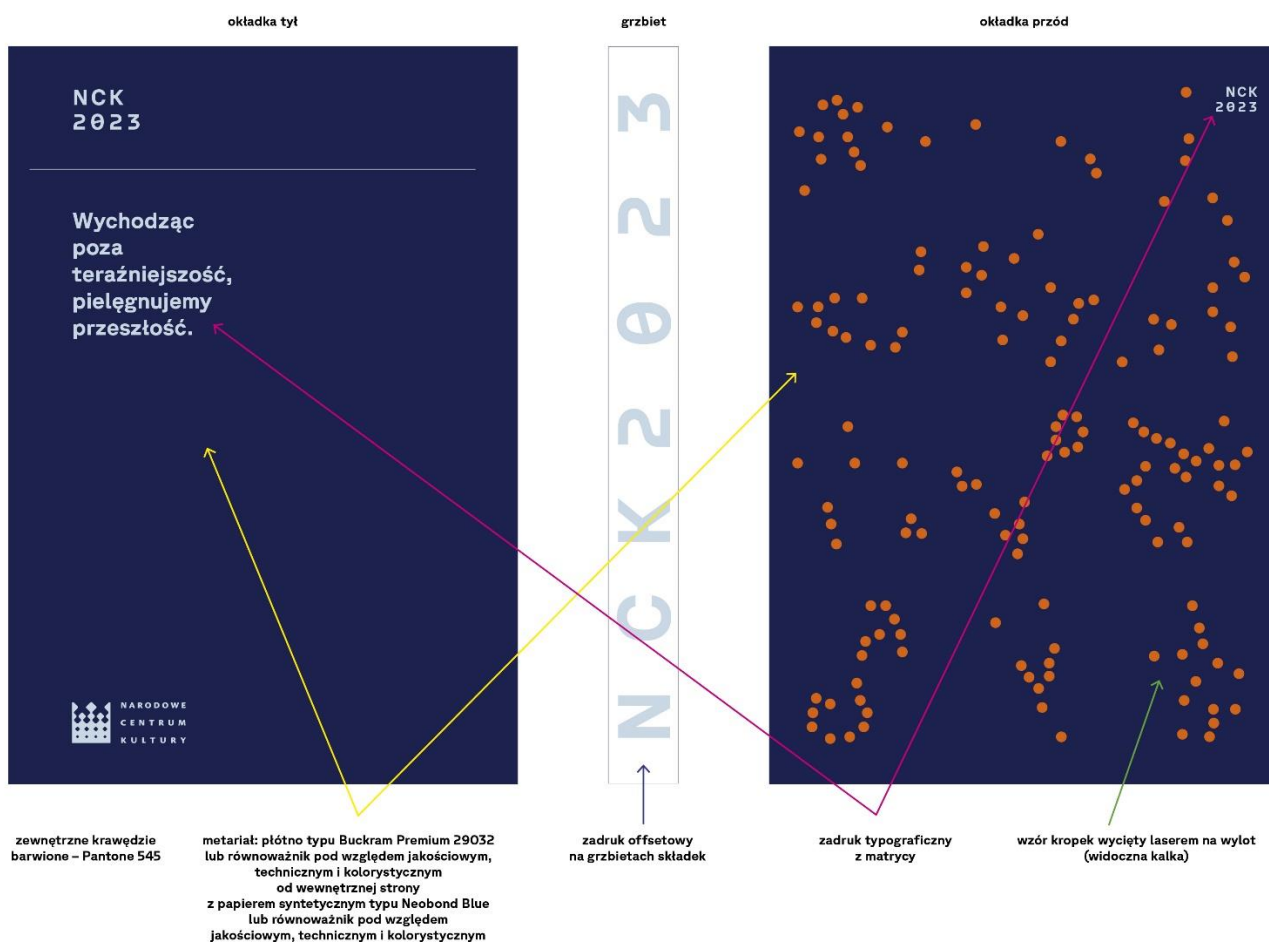 okładka tył
grzbiet
okładka przód
NCK
2023
Wychodząc
poza
teraźniejszość,
pielęgnujemy
przeszłość.
NARODOWE
CENTRUM
KULTURY
NCK2023
NCK
2023
zewnętrzne krawędzie
barwione – Pantone 545
metariał: płótno typu Buckram Premium 29032
lub równoważnik pod względem jakościowym,
technicznym i kolorystycznym
od wewnętrznej strony
z papierem syntetycznym typu Neobond Blue
lub równoważnik pod względem
jakościowym, technicznym i kolorystycznym
zadruk offsetowy
na grzbietach składek
zadruk typograficzny
z matrycy
wzór kropek wycięty laserem na wylot
(widoczna kalka)